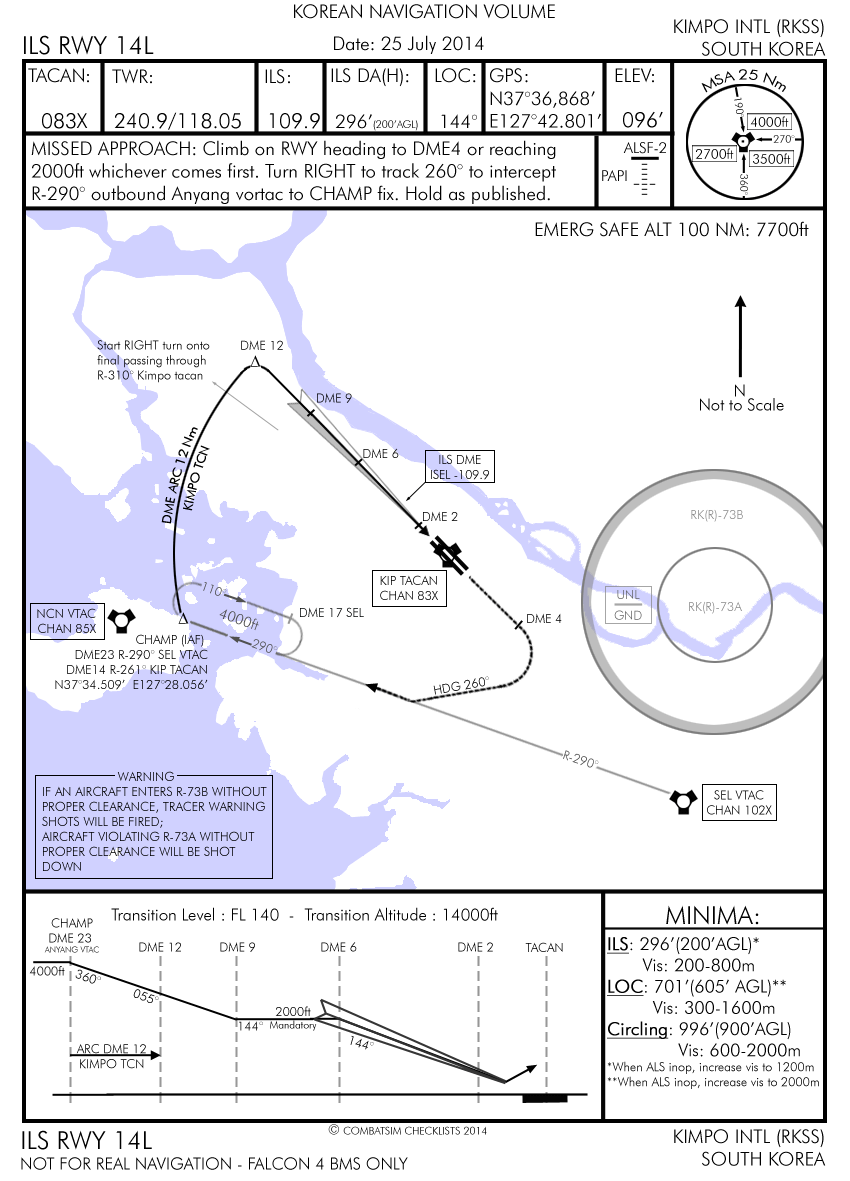 KOREAN NAVIGATION VOLUME
ILS RWY 14L
Date: 25 July 2014
KIMPO INTL (RKSS)
SOUTH KOREA
TACAN:
083X
TWR:
240.9/118.05
ILS:
109.9
ILS DA(H):
296’(200’AGL)
LOC:
144°
GPS:
N37°36,868’
E127°42.801’
ELEV:
096’
MSA 25 Nm
190°
4000ft
270°
2700ft
3500ft
360°
MISSED APPROACH: Climb on RWY heading to DME4 or reaching
2000ft whichever comes first. Turn RIGHT to track 260° to intercept
R-290° outbound Anyang vortac to CHAMP fix. Hold as published.
ALSF-2
PAPI
EMERG SAFE ALT 100 NM: 7700ft
N
Not to Scale
Start RIGHT turn onto
final passing through
R-310° Kimpo tacan
DME 12
DME 9
DME 6
DME ARC 12 Nm
KIMPO TCN
ILS DME
ISEL -109.9
DME 2
KIP TACAN
CHAN 83X
RK(R)-73B
RK(R)-73A
UNL
GND
NCN VTAC
CHAN 85X
110°
4000ft
290°
DME 17 SEL
DME 4
CHAMP (IAF)
DME23 R-290° SEL VTAC
DME14 R-261° KIP TACAN
N37°34.509’ E127°28.056’
HDG 260°
R-290°
SEL VTAC
CHAN 102X
WARNING
IF AN AIRCRAFT ENTERS R-73B WITHOUT
PROPER CLEARANCE, TRACER WARNING
SHOTS WILL BE FIRED;
AIRCRAFT VIOLATING R-73A WITHOUT
PROPER CLEARANCE WILL BE SHOT
DOWN
Transition Level : FL 140 - Transition Altitude : 14000ft
CHAMP
DME 23
ANYANG VTAC
DME 12
DME 9
DME 6
DME 2
TACAN
4000ft
360°
055°
144°
2000ft
Mandatory
144°
ARC DME 12
KIMPO TCN
MINIMA:
ILS: 296’(200’AGL)*
Vis: 200-800m
LOC: 701’(605’ AGL)**
Vis: 300-1600m
Circling: 996’(900’AGL)
Vis: 600-2000m
*When ALS inop, increase vis to 1200m
**When ALS inop, increase vis to 2000m
ILS RWY 14L
© COMBATSIM CHECKLISTS 2014
KIMPO INTL (RKSS)
NOT FOR REAL NAVIGATION - FALCON 4 BMS ONLY
SOUTH KOREA